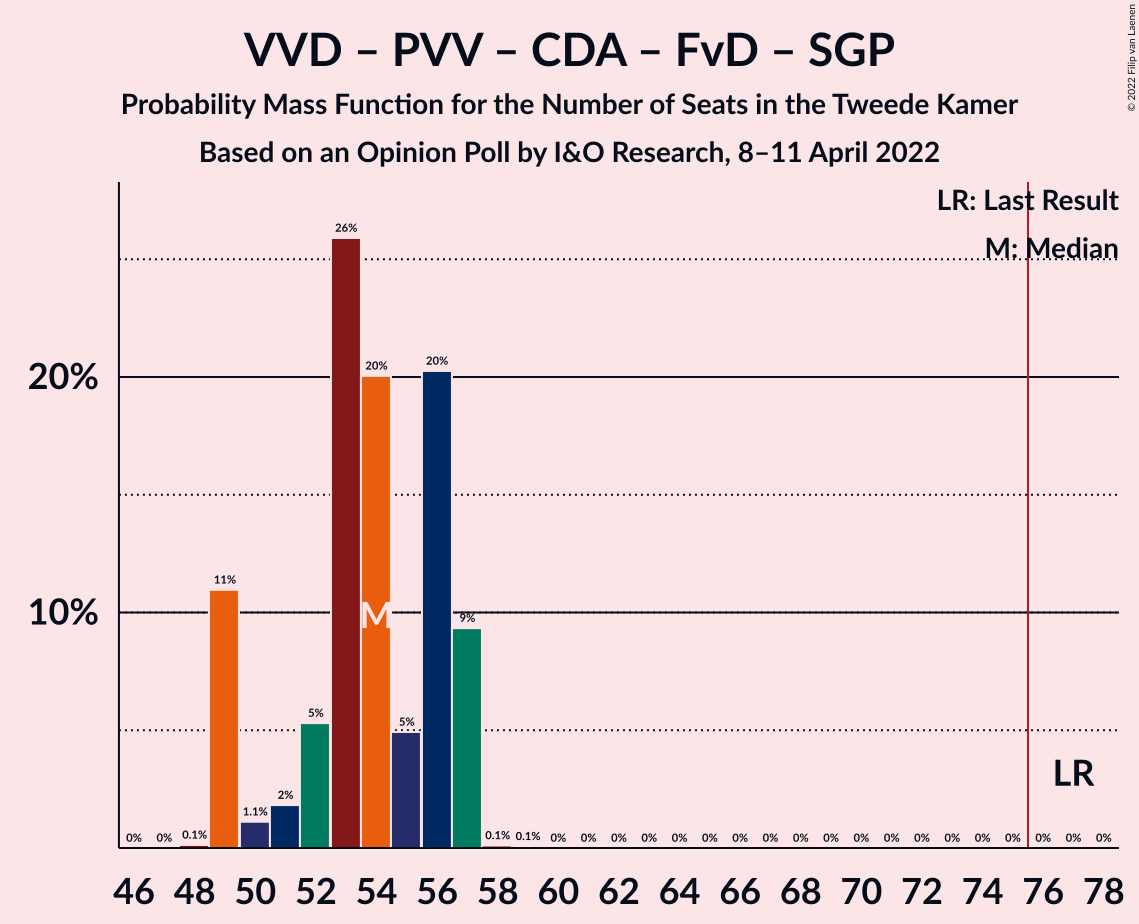 VVD – PVV – CDA – FvD – SGP
Probability Mass Function for the Number of Seats in the Tweede Kamer
Based on an Opinion Poll by I&O Research, 8–11 April 2022
© 2022 Filip van Laenen
LR: Last Result
M: Median
20%
10%
0% 0% 0.1% 11% 1.1% 2% 5% 26% 20% 5% 20% 9% 0.1% 0.1% 0% 0% 0% 0% 0% 0% 0% 0% 0% 0% 0% 0% 0% 0% 0% 0% 0% 0% 0%
M
LR
46 48 50 52 54 56 58 60 62 64 66 68 70 72 74 76 78